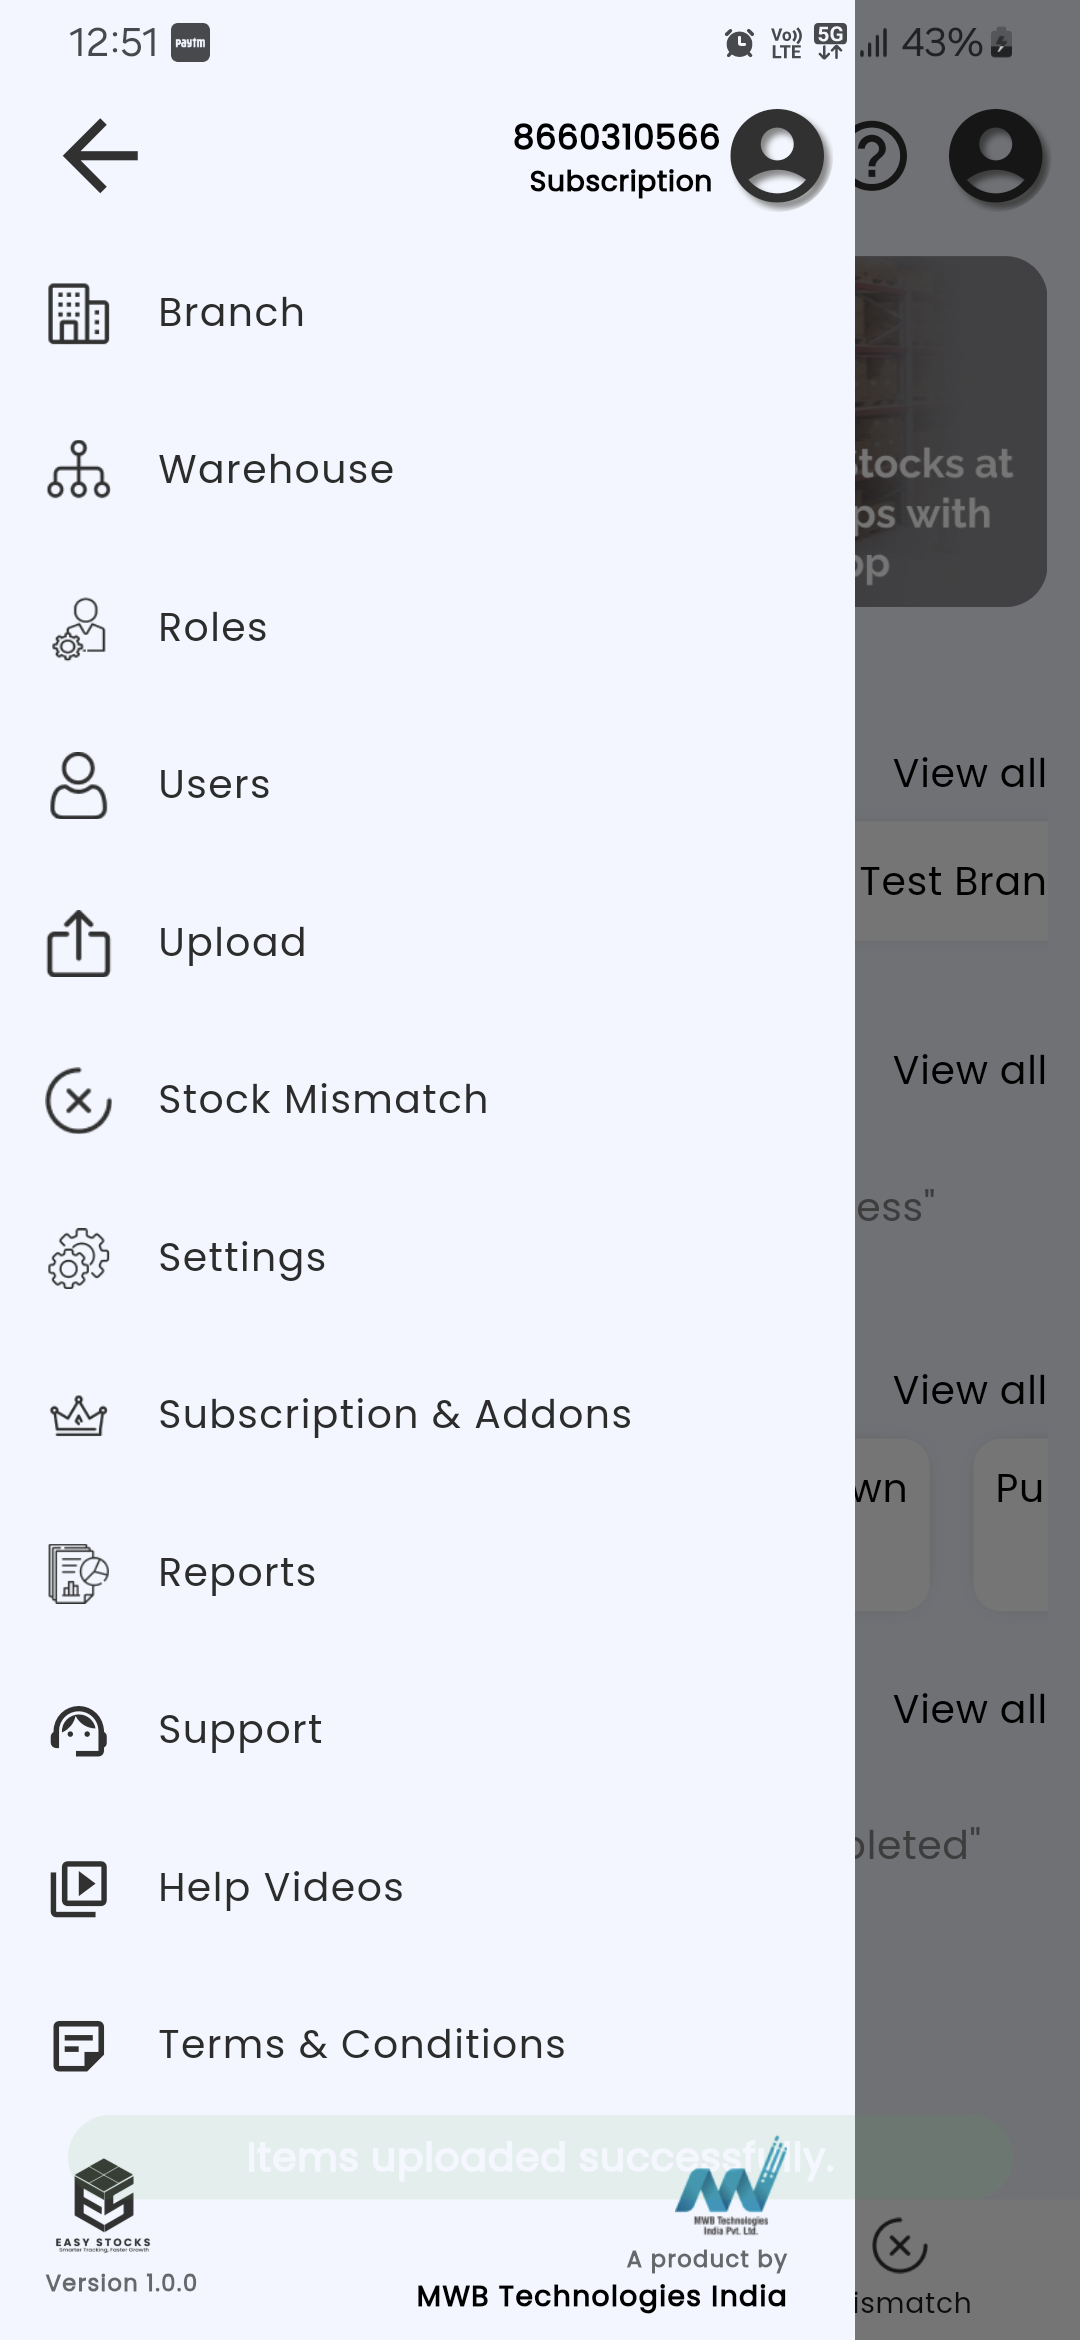 12:51 paytm Vo)) LTE 5G 43%
8660310566
Subscription
Branch
Warehouse
Roles
Users
Upload
Stock Mismatch
Settings
Subscription & Addons
Reports
Support
Help Videos
Terms & Conditions
Items uploaded successfully.
EASY STOCKS
Smarter Tracking, Faster Growth
Version 1.0.0
MWB Technologies
India Pvt. Ltd.
A product by
MWB Technologies India
?
Stocks at
ps with
pp
View all
Test Bran
View all
ess"
View all
wn
Pu
View all
pleted"
ismatch